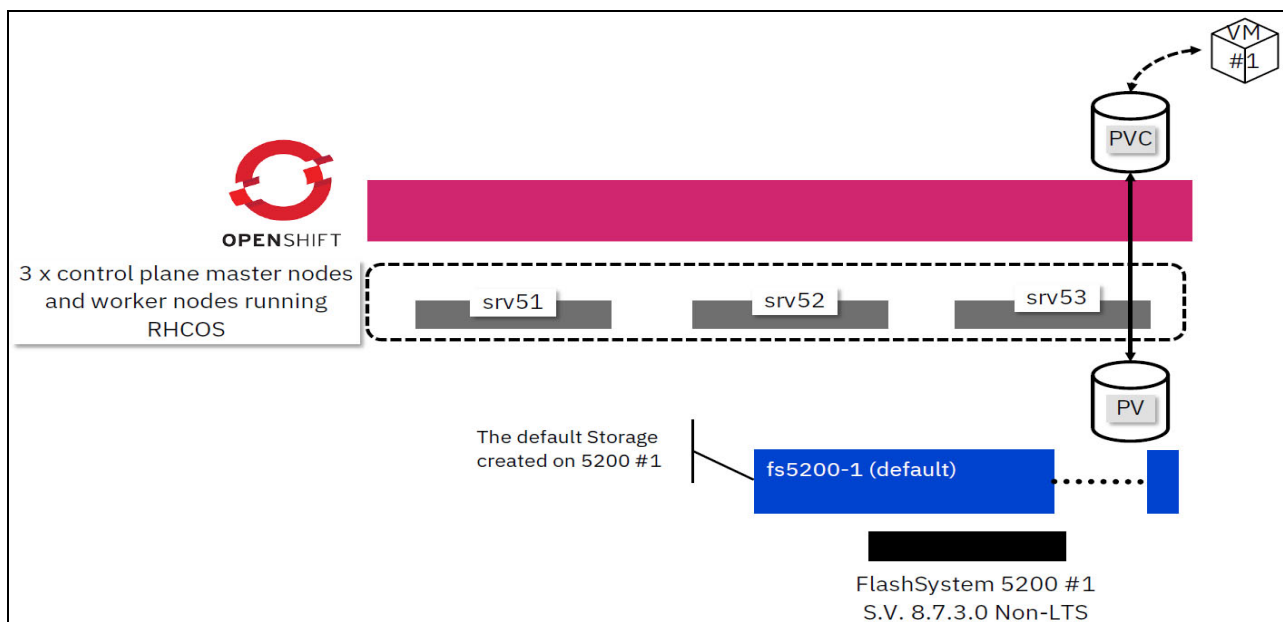 VM
#1
PVC
OPENSHIFT
3 x control plane master nodes
and worker nodes running
RHCOS
srv51
srv52
srv53
PV
The default Storage
created on 5200 #1
fs5200-1 (default)
FlashSystem 5200 #1
S.V. 8.7.3.0 Non-LTS